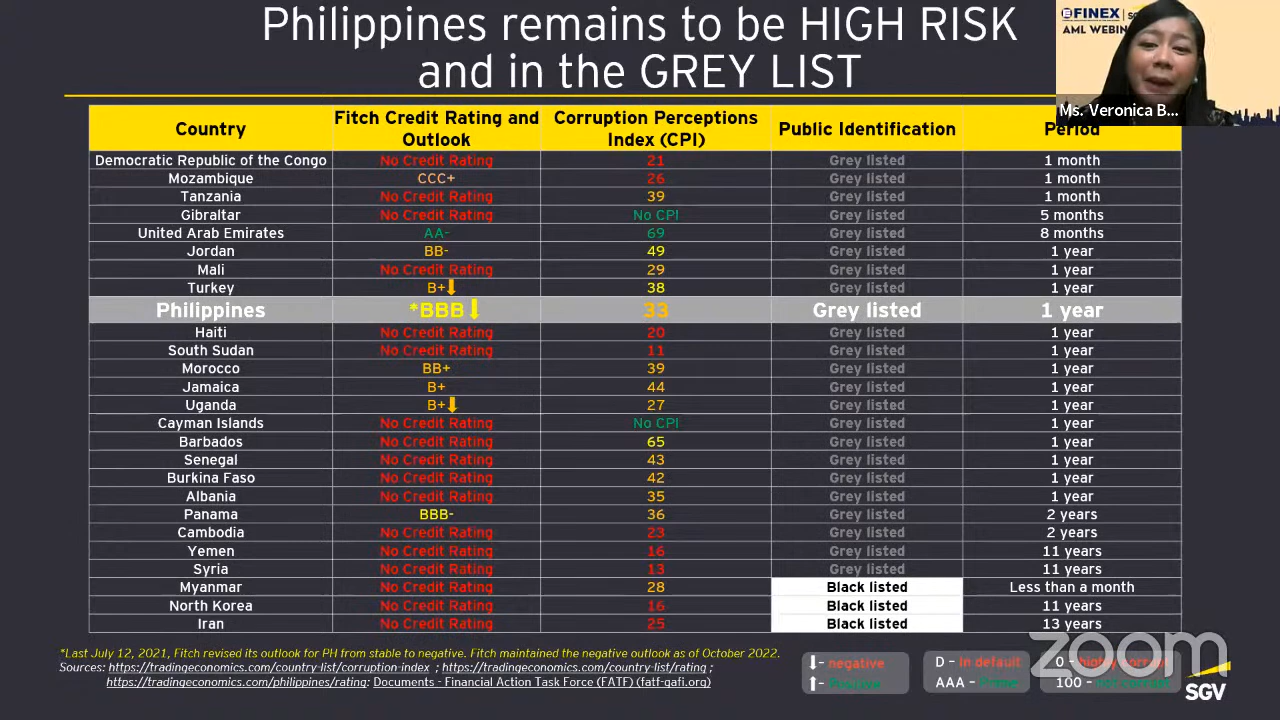 Philippines remains to be HIGH RISK
and in the GREY LIST
FINEX
AML WEBIN
Ms. Veronica B...
Country Fitch Credit Rating and Outlook Corruption Perceptions Index (CPI) Public Identification Period
Democratic Republic of the Congo No Credit Rating 21 Grey listed 1 month
Mozambique CCC+ 26 Grey listed 1 month
Tanzania No Credit Rating 39 Grey listed 1 month
Gibraltar No Credit Rating No CPI Grey listed 5 months
United Arab Emirates AA- 69 Grey listed 8 months
Jordan BB- 49 Grey listed 1 year
Mali No Credit Rating 29 Grey listed 1 year
Turkey B+⬇ 38 Grey listed 1 year
Philippines *BBB⬇ 33 Grey listed 1 year
Haiti No Credit Rating 20 Grey listed 1 year
South Sudan No Credit Rating 11 Grey listed 1 year
Morocco BB+ 39 Grey listed 1 year
Jamaica B+ 44 Grey listed 1 year
Uganda B+⬇ 27 Grey listed 1 year
Cayman Islands No Credit Rating No CPI Grey listed 1 year
Barbados No Credit Rating 65 Grey listed 1 year
Senegal No Credit Rating 43 Grey listed 1 year
Burkina Faso No Credit Rating 42 Grey listed 1 year
Albania No Credit Rating 35 Grey listed 1 year
Panama BBB- 36 Grey listed 2 years
Cambodia No Credit Rating 23 Grey listed 2 years
Yemen No Credit Rating 16 Grey listed 11 years
Syria No Credit Rating 13 Grey listed 11 years
Myanmar No Credit Rating 28 Black listed Less than a month
North Korea No Credit Rating 16 Black listed 11 years
Iran No Credit Rating 25 Black listed 13 years
*Last July 12, 2021, Fitch revised its outlook for PH from stable to negative. Fitch maintained the negative outlook as of October 2022.
Sources: https://tradingeconomics.com/country-list/corruption-index ; https://tradingeconomics.com/country-list/rating ;
https://tradingeconomics.com/philippines/rating; Documents - Financial Action Task Force (FATF) (fatf-gafi.org)
⬇- negative D - In default 0 - highly corrupt
⬆- Positive AAA - Prime 100 - not corrupt
zoom
SGV